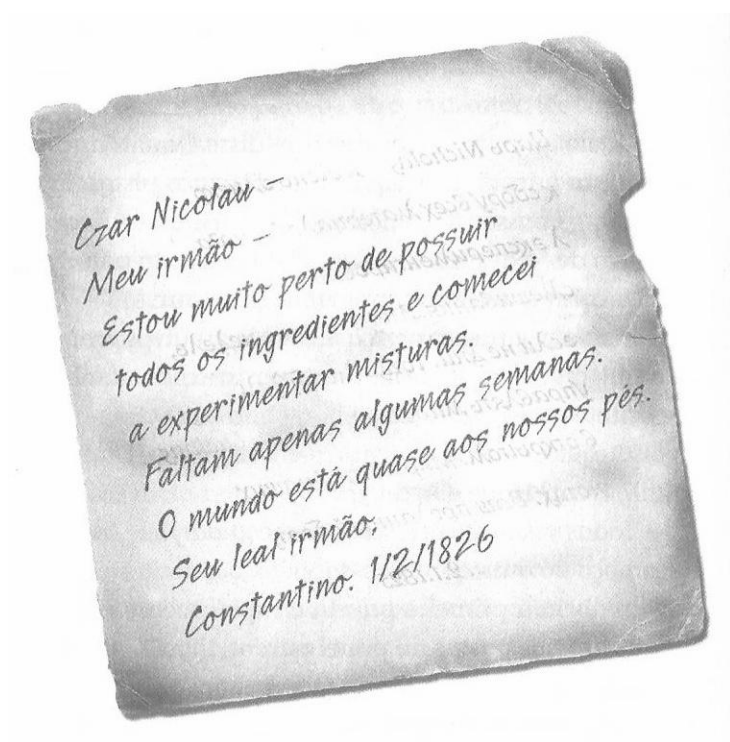 Czar Nicolau –
Meu irmão –
Estou muito perto de possuir
todos os ingredientes e comecei
a experimentar misturas.
Faltam apenas algumas semanas.
O mundo está quase aos nossos pés.
Seu leal irmão,
Constantino. 1/2/1826